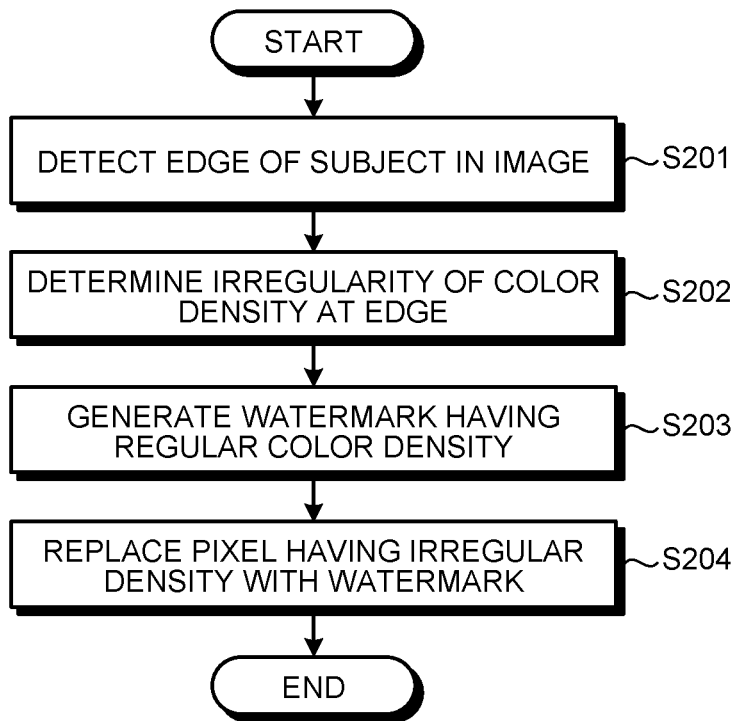 START
DETECT EDGE OF SUBJECT IN IMAGE
S201
DETERMINE IRREGULARITY OF COLOR
DENSITY AT EDGE
S202
GENERATE WATERMARK HAVING
REGULAR COLOR DENSITY
S203
REPLACE PIXEL HAVING IRREGULAR
DENSITY WITH WATERMARK
S204
END